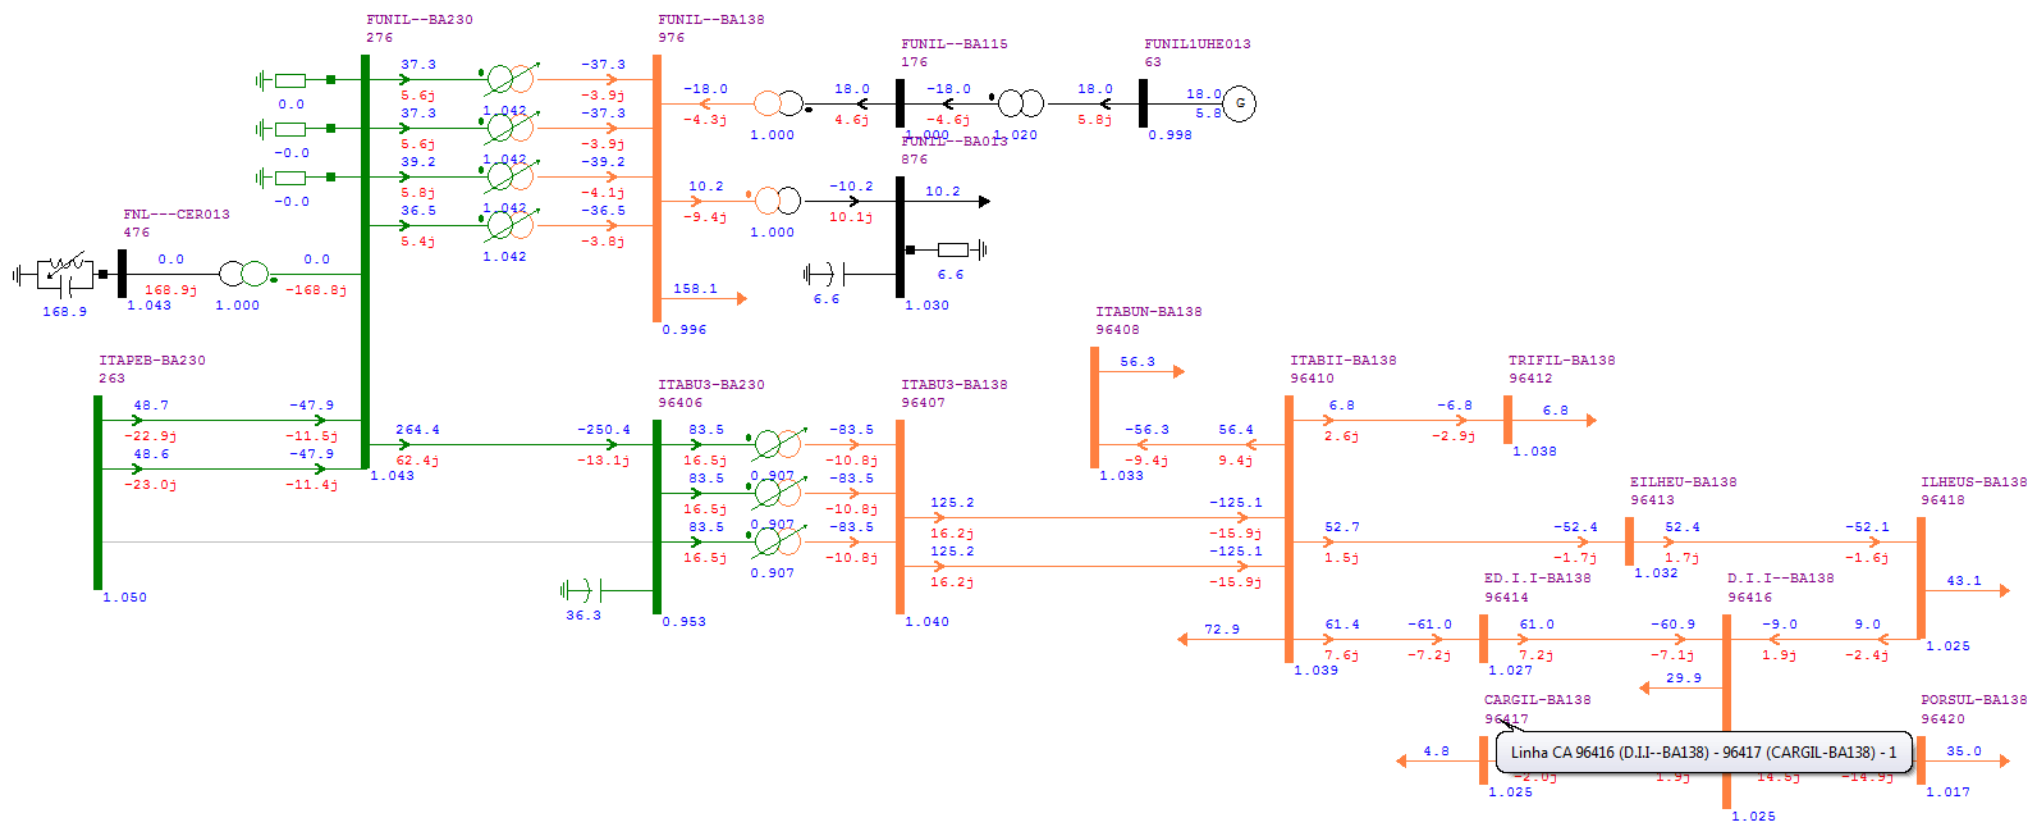 FUNIL--BA230
276
FUNIL--BA138
976
FUNIL--BA115
176
FUNIL1UHE013
63
37.3
5.6j
1.042
-37.3
-3.9j
0.0
37.3
5.6j
1.042
-37.3
-3.9j
-0.0
39.2
5.8j
1.042
-39.2
-4.1j
-0.0
36.5
5.4j
1.042
-36.5
-3.8j
-18.0
-4.3j
1.000
18.0
4.6j
-18.0
-4.6j
1.000
1.020
18.0
5.8j
18.0
5.8
G
0.998
FUNIL--BA013
876
10.2
-9.4j
1.000
-10.2
10.1j
10.2
6.6
6.6
1.030
158.1
0.996
FNL---CER013
476
0.0
168.9j
0.0
-168.8j
168.9
1.043
1.000
ITAPEB-BA230
263
48.7
-22.9j
-47.9
-11.5j
48.6
-23.0j
-47.9
-11.4j
1.050
264.4
62.4j
-250.4
-13.1j
1.043
ITABU3-BA230
96406
ITABU3-BA138
96407
83.5
16.5j
0.907
-83.5
-10.8j
83.5
16.5j
0.907
-83.5
-10.8j
83.5
16.5j
0.907
-83.5
-10.8j
36.3
0.953
1.040
125.2
16.2j
-125.1
-15.9j
125.2
16.2j
-125.1
-15.9j
ITABUN-BA138
96408
56.3
-56.3
-9.4j
56.4
9.4j
1.033
ITABII-BA138
96410
TRIFIL-BA138
96412
6.8
2.6j
-6.8
-2.9j
6.8
1.038
EILHEU-BA138
96413
ILHEUS-BA138
96418
52.7
1.5j
-52.4
-1.7j
52.4
1.7j
-52.1
-1.6j
1.032
43.1
ED.I.I-BA138
96414
D.I.I--BA138
96416
72.9
61.4
7.6j
-61.0
-7.2j
61.0
7.2j
-60.9
-7.1j
-9.0
1.9j
9.0
-2.4j
1.039
1.027
1.025
29.9
CARGIL-BA138
96417
PORSUL-BA138
96420
4.8
Linha CA 96416 (D.I.I--BA138) - 96417 (CARGIL-BA138) - 1
35.0
-2.0j
1.9j
14.5j
-14.9j
1.025
1.017
1.025